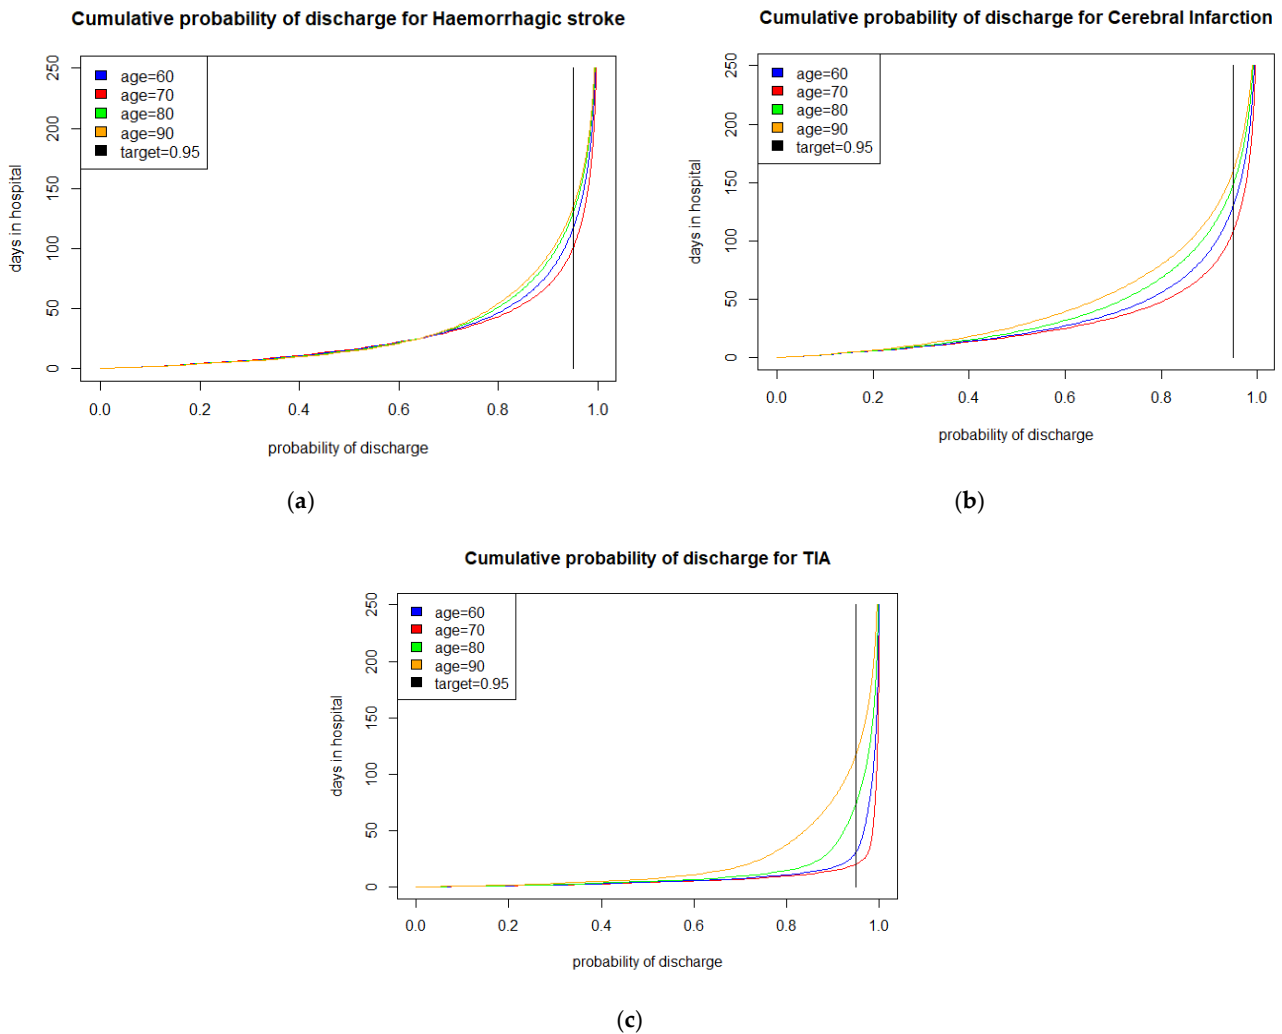 Cumulative probability of discharge for Haemorrhagic stroke
age=60
age=70
age=80
age=90
target=0.95
days in hospital
0
50
100
150
200
250
0.0 0.2 0.4 0.6 0.8 1.0
probability of discharge
(a)
Cumulative probability of discharge for Cerebral Infarction
age=60
age=70
age=80
age=90
target=0.95
days in hospital
0
50
100
150
200
250
0.0 0.2 0.4 0.6 0.8 1.0
probability of discharge
(b)
Cumulative probability of discharge for TIA
age=60
age=70
age=80
age=90
target=0.95
days in hospital
0
50
100
150
200
250
0.0 0.2 0.4 0.6 0.8 1.0
probability of discharge
(c)